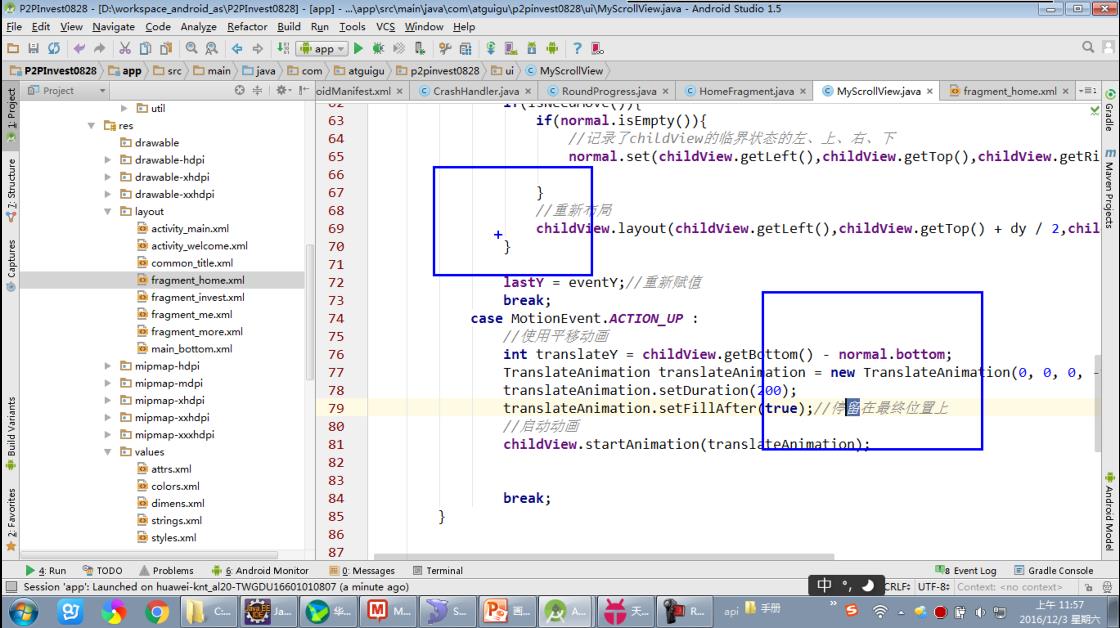 P2PInvest0828 - [D:\workspace_android_as\P2PInvest0828] - [app] - ...\app\src\main\java\com\atguigu\p2pinvest0828\ui\MyScrollView.java - Android Studio 1.5
File Edit View Navigate Code Analyze Refactor Build Run Tools VCS Window Help
app
P2PInvest0828 app src main java com atguigu p2pinvest0828 ui MyScrollView
Project
oidManifest.xml CrashHandler.java RoundProgress.java HomeFragment.java MyScrollView.java fragment_home.xml
1: Project
7: Structure
Captures
Build Variants
2: Favorites
util
res
drawable
drawable-hdpi
drawable-xhdpi
drawable-xxhdpi
layout
activity_main.xml
activity_welcome.xml
common_title.xml
fragment_home.xml
fragment_invest.xml
fragment_me.xml
fragment_more.xml
main_bottom.xml
mipmap-hdpi
mipmap-mdpi
mipmap-xhdpi
mipmap-xxhdpi
mipmap-xxxhdpi
values
attrs.xml
colors.xml
dimens.xml
strings.xml
styles.xml
62 if(isNeedMove()){
63 if(normal.isEmpty()){
64 //记录了childView的临界状态的左、上、右、下
65 normal.set(childView.getLeft(),childView.getTop(),childView.getRi
66
67 }
68 //重新布局
69 childView.layout(childView.getLeft(),childView.getTop() + dy / 2,chil
70 }
71
72 lastY = eventY;//重新赋值
73 break;
74 case MotionEvent.ACTION_UP :
75 //使用平移动画
76 int translateY = childView.getBottom() - normal.bottom;
77 TranslateAnimation translateAnimation = new TranslateAnimation(0, 0, 0, -
78 translateAnimation.setDuration(200);
79 translateAnimation.setFillAfter(true);//停留在最终位置上
80 //启动动画
81 childView.startAnimation(translateAnimation);
82
83
84 break;
85 }
86
87
Gradle
Maven Projects
Android Model
4: Run TODO Problems 6: Android Monitor 0: Messages Terminal 8 Event Log Gradle Console
Session 'app': Launched on huawei-knt_al20-TWGDU16601010807 (a minute ago)
中 CRLF÷ UTF-8÷ Context: <no context>
C... Ja... 华... M... S... 画... A... 天... R... api 手册
上午 11:57
2016/12/3 星期六